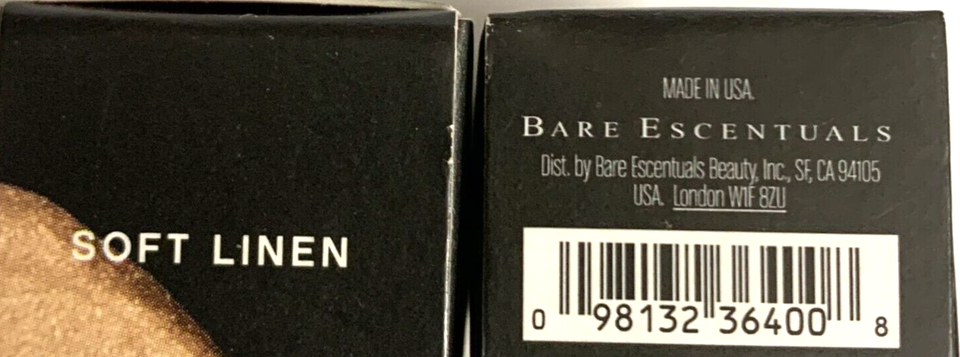 SOFT LINEN
MADE IN USA.
BARE ESCENTUALS
Dist. by Bare Escentuals Beauty, Inc., SF, CA 94105
USA. London W1F 8ZU
0 98132 36400 8